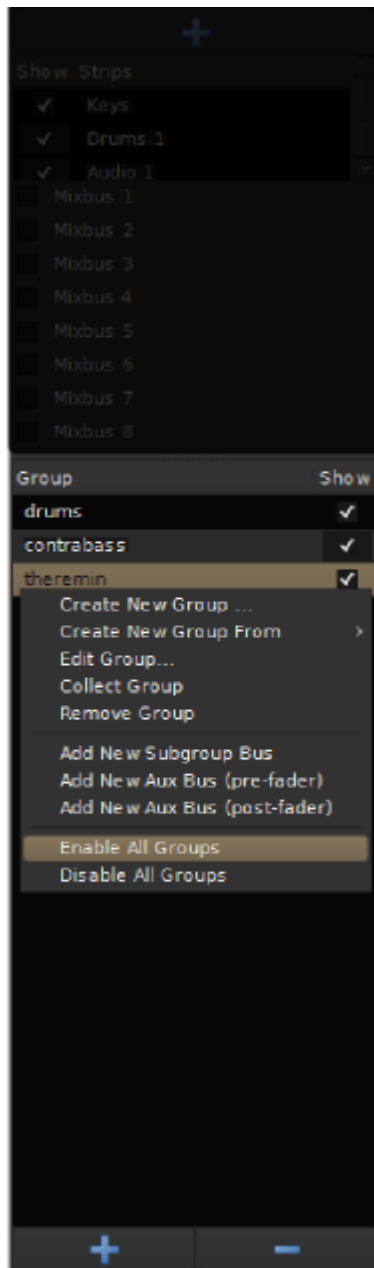 Show Strips
Keys
Drums 1
Audio 1
Mixbus 1
Mixbus 2
Mixbus 3
Mixbus 4
Mixbus 5
Mixbus 6
Mixbus 7
Mixbus 8
Group Show
drums
contrabass
theremin
Create New Group ...
Create New Group From
Edit Group...
Collect Group
Remove Group
Add New Subgroup Bus
Add New Aux Bus (pre-fader)
Add New Aux Bus (post-fader)
Enable All Groups
Disable All Groups